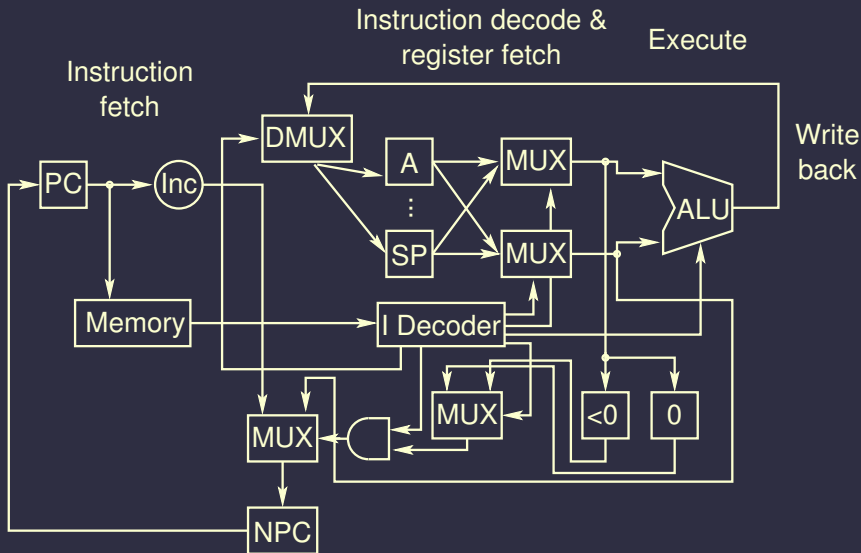 Instruction decode &
register fetch
Execute
Instruction
fetch
DMUX
A
MUX
Write
back
PC
Inc
ALU
⋮
SP
MUX
Memory
I Decoder
MUX
<0
0
MUX
NPC